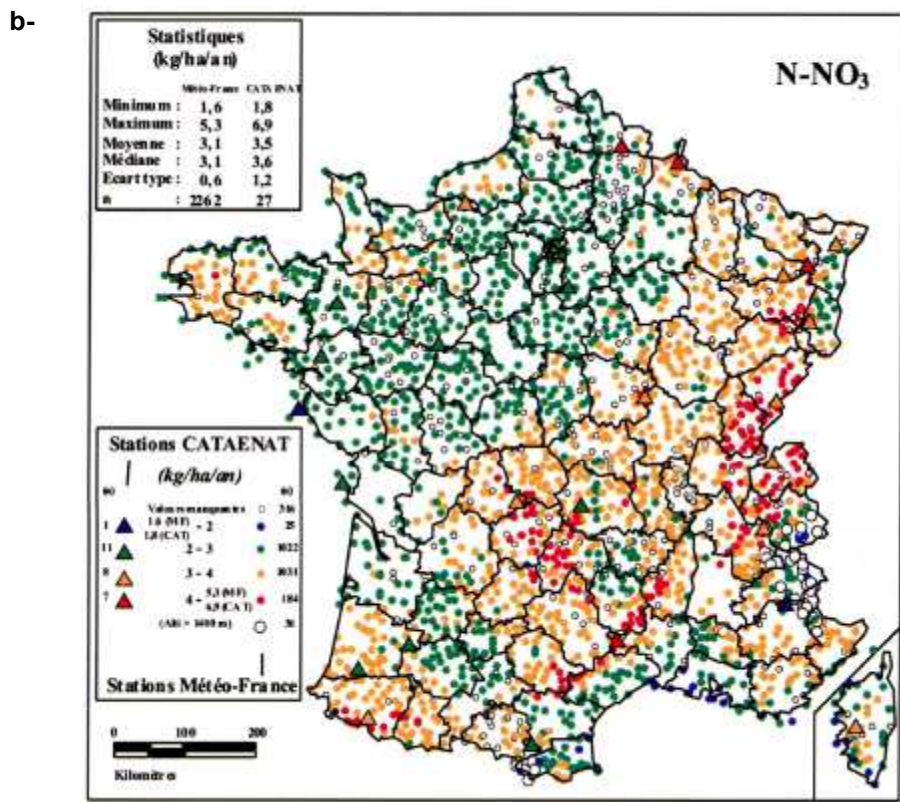 b-
Statistiques
(kg/ha/an)
Météo-France CATAENAT
Minimum : 1,6 1,8
Maximum : 5,3 6,9
Moyenne : 3,1 3,5
Médiane : 3,1 3,6
Ecart type : 0,6 1,2
n : 2262 27
N-NO3
Stations CATAENAT
(kg/ha/an)
Valeurs manquantes
1 1.6 (MF) - 2 25
1,8 (CAT)
11 2 - 3 1022
8 3 - 4 1031
7 4 - 5,3 (MF) 184
6,9 (CAT)
(Alti > 1400 m)
Stations Météo-France
0 100 200
Kilomètres